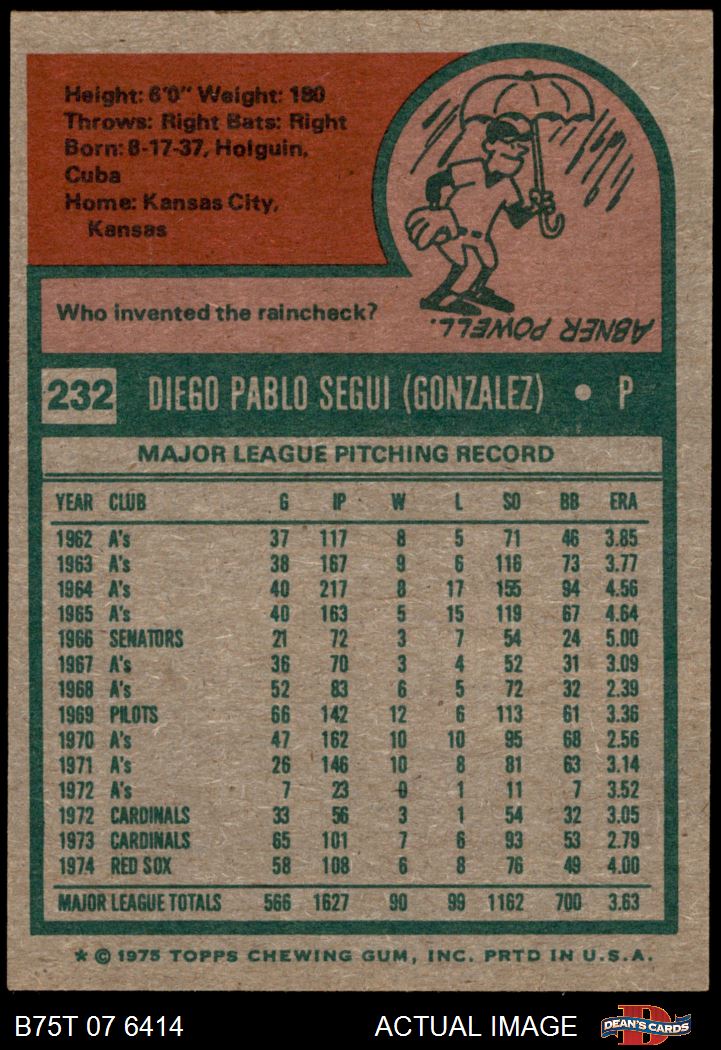 Height: 6'0" Weight: 180
Throws: Right Bats: Right
Born: 8-17-37, Holguin,
Cuba
Home: Kansas City,
Kansas
Who invented the raincheck?
ABNER POWELL.
232 DIEGO PABLO SEGUI (GONZALEZ) • P
MAJOR LEAGUE PITCHING RECORD
YEAR CLUB G IP W L SO BB ERA
1962 A's 37 117 8 5 71 46 3.85
1963 A's 38 167 9 6 116 73 3.77
1964 A's 40 217 8 17 155 94 4.56
1965 A's 40 163 5 15 119 67 4.64
1966 SENATORS 21 72 3 7 54 24 5.00
1967 A's 36 70 3 4 52 31 3.09
1968 A's 52 83 6 5 72 32 2.39
1969 PILOTS 66 142 12 6 113 61 3.36
1970 A's 47 162 10 10 95 68 2.56
1971 A's 26 146 10 8 81 63 3.14
1972 A's 7 23 0 1 11 7 3.52
1972 CARDINALS 33 56 3 1 54 32 3.05
1973 CARDINALS 65 101 7 6 93 53 2.79
1974 RED SOX 58 108 6 8 76 49 4.00
MAJOR LEAGUE TOTALS 566 1627 90 99 1162 700 3.63
* © 1975 TOPPS CHEWING GUM, INC. PRTD IN U.S.A.
B75T 07 6414 ACTUAL IMAGE D DEAN'S CARDS